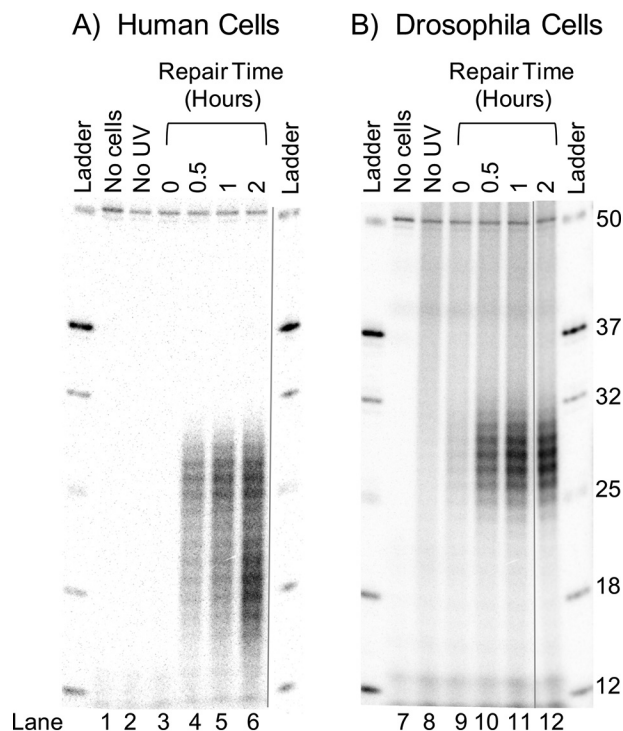 A) Human Cells
Repair Time
(Hours)
Ladder
No cells
No UV
0
0.5
1
2
Ladder
B) Drosophila Cells
Repair Time
(Hours)
Ladder
No cells
No UV
0
0.5
1
2
Ladder
50
37
32
25
18
12
Lane 1 2 3 4 5 6 7 8 9 10 11 12